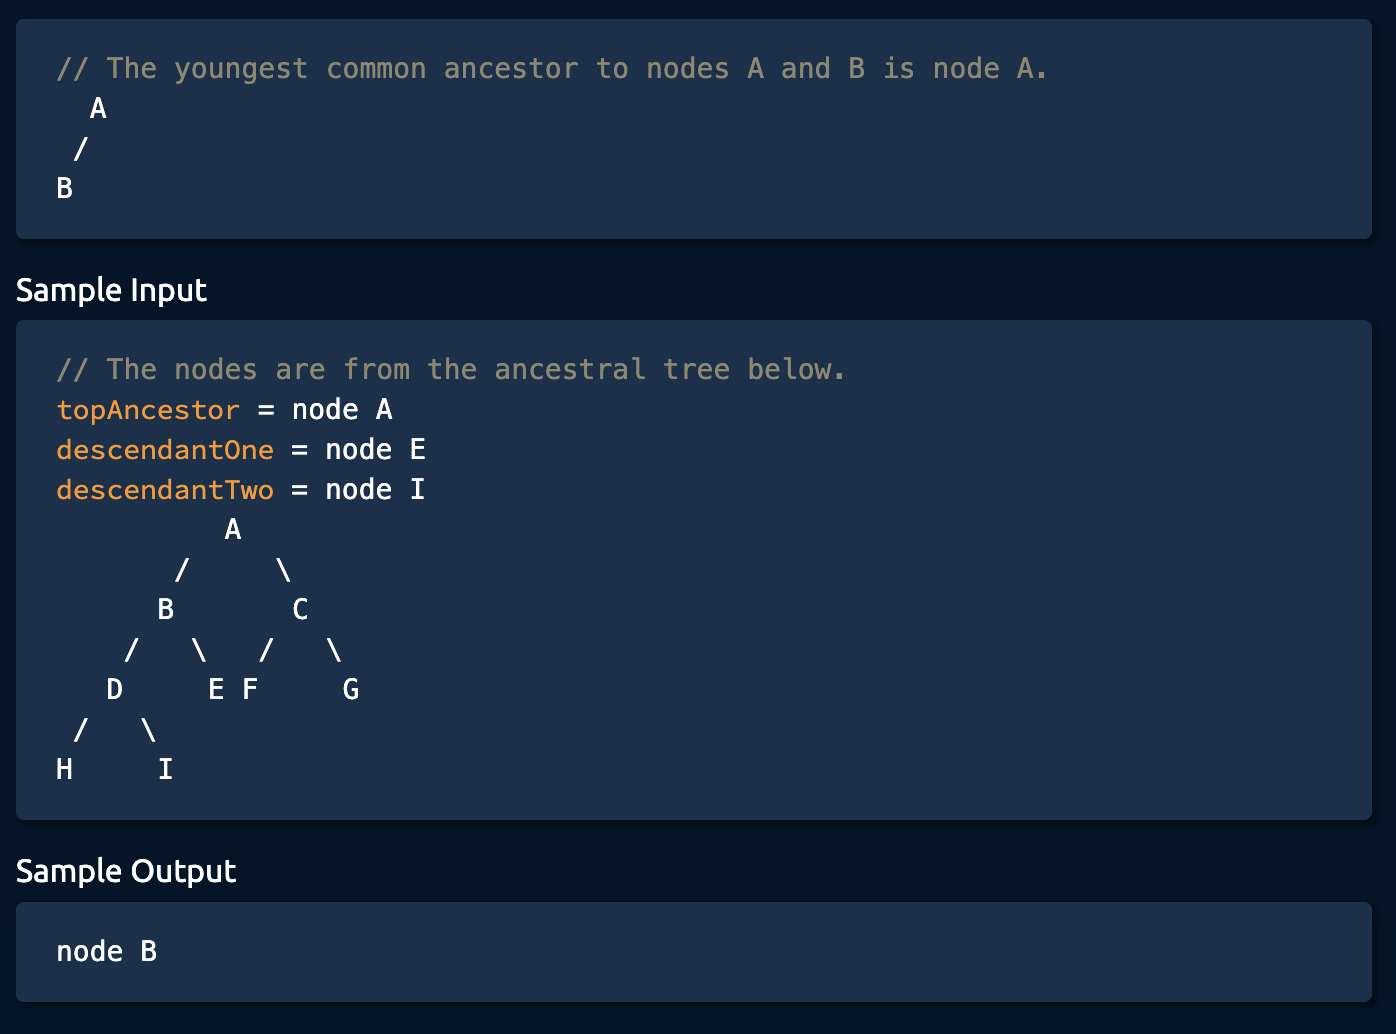 // The youngest common ancestor to nodes A and B is node A.
  A
 /
B
Sample Input
// The nodes are from the ancestral tree below.
topAncestor = node A
descendantOne = node E
descendantTwo = node I
          A
       /     \
      B       C
    /   \   /   \
   D     E F     G
 /   \
H     I
Sample Output
node B